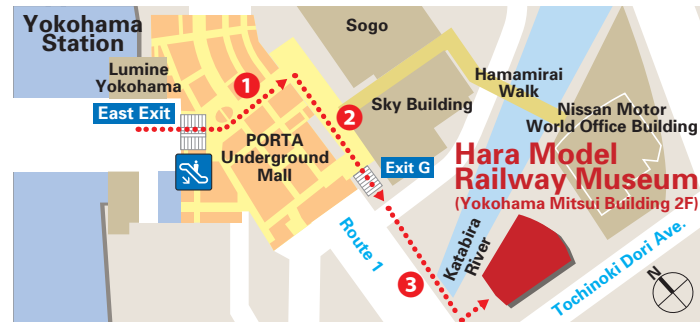 Yokohama
Station
Lumine
Yokohama
East Exit
1
Sogo
2
Sky Building
Hamamirai
Walk
Nissan Motor
World Office Building
PORTA
Underground
Mall
Exit G
Hara Model
Railway Museum
(Yokohama Mitsui Building 2F)
Route 1
3
Katabira
River
Tochinoki Dori Ave.
N